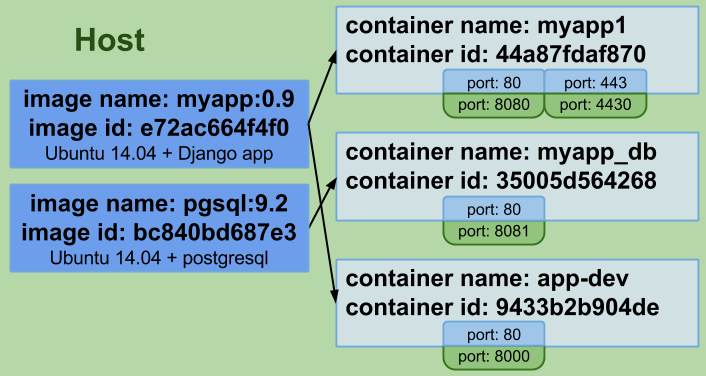 Host
image name: myapp:0.9
image id: e72ac664f4f0
Ubuntu 14.04 + Django app
image name: pgsql:9.2
image id: bc840bd687e3
Ubuntu 14.04 + postgresql
container name: myapp1
container id: 44a87fdaf870
port: 80
port: 443
port: 8080
port: 4430
container name: myapp_db
container id: 35005d564268
port: 80
port: 8081
container name: app-dev
container id: 9433b2b904de
port: 80
port: 8000